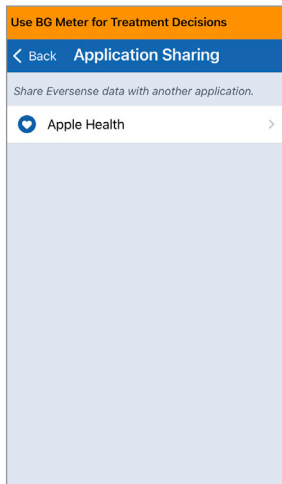 Use BG Meter for Treatment Decisions
Back Application Sharing
Share Eversense data with another application.
Apple Health